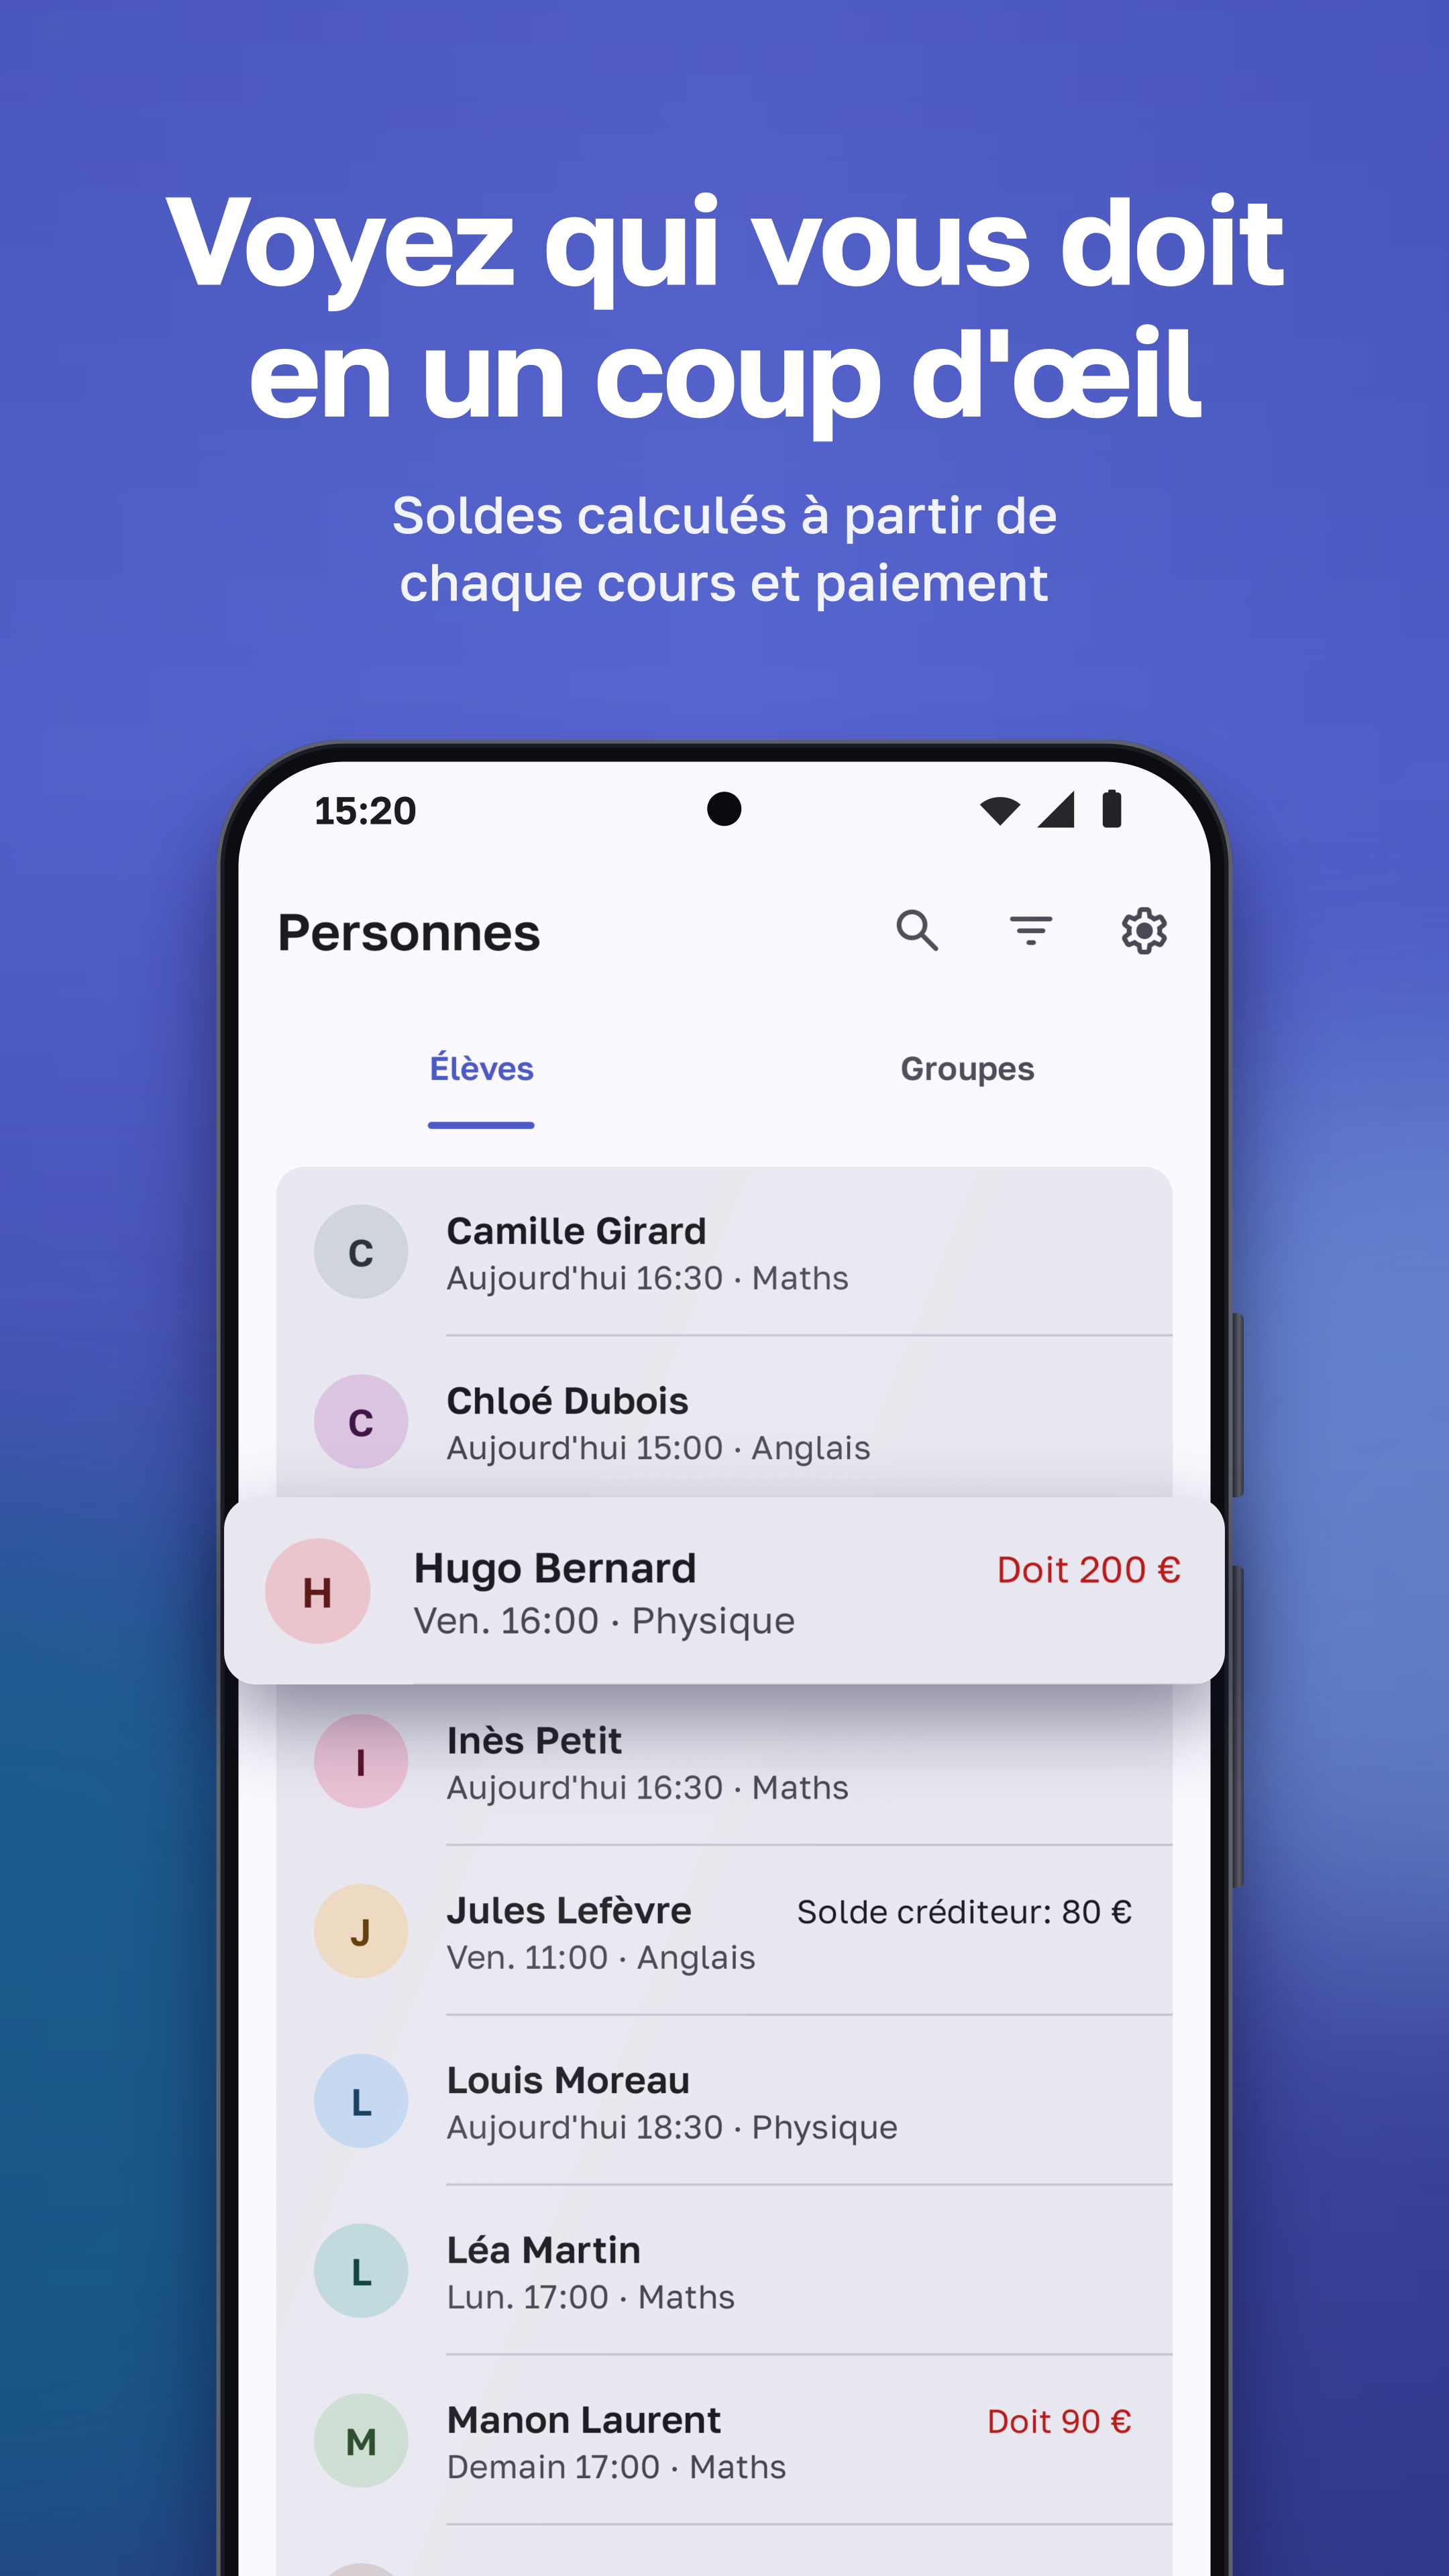 Voyez qui vous doit
en un coup d'œil
Soldes calculés à partir de
chaque cours et paiement
15:20
Personnes
Élèves
Groupes
C
Camille Girard
Aujourd'hui 16:30 · Maths
C
Chloé Dubois
Aujourd'hui 15:00 · Anglais
H
Hugo Bernard
Doit 200 €
Ven. 16:00 · Physique
I
Inès Petit
Aujourd'hui 16:30 · Maths
J
Jules Lefèvre
Solde créditeur: 80 €
Ven. 11:00 · Anglais
L
Louis Moreau
Aujourd'hui 18:30 · Physique
L
Léa Martin
Lun. 17:00 · Maths
M
Manon Laurent
Doit 90 €
Demain 17:00 · Maths